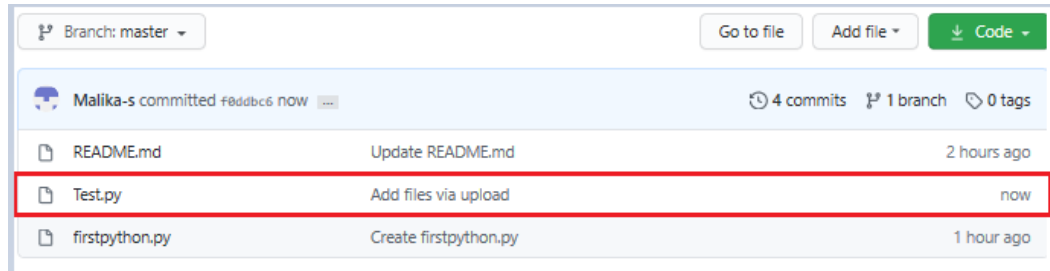 Branch: master Go to file Add file Code
Malika-s committed f0ddbc6 now ... 4 commits 1 branch 0 tags
README.md Update README.md 2 hours ago
Test.py Add files via upload now
firstpython.py Create firstpython.py 1 hour ago